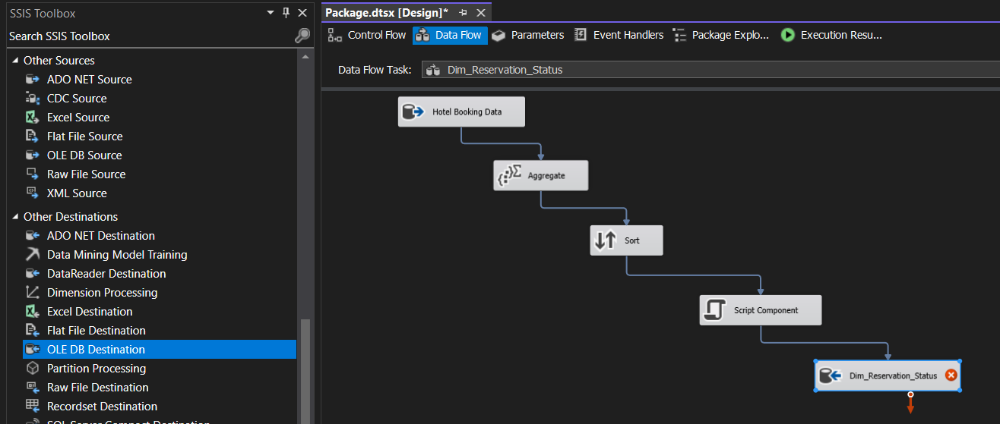 SSIS Toolbox
Search SSIS Toolbox
Other Sources
ADO NET Source
CDC Source
Excel Source
Flat File Source
OLE DB Source
Raw File Source
XML Source
Other Destinations
ADO NET Destination
Data Mining Model Training
DataReader Destination
Dimension Processing
Excel Destination
Flat File Destination
OLE DB Destination
Partition Processing
Raw File Destination
Recordset Destination
SQL Server Compact Destination
Package.dtsx [Design]*
Control Flow Data Flow Parameters Event Handlers Package Explo... Execution Resu...
Data Flow Task: Dim_Reservation_Status
Hotel Booking Data
Aggregate
Sort
Script Component
Dim_Reservation_Status